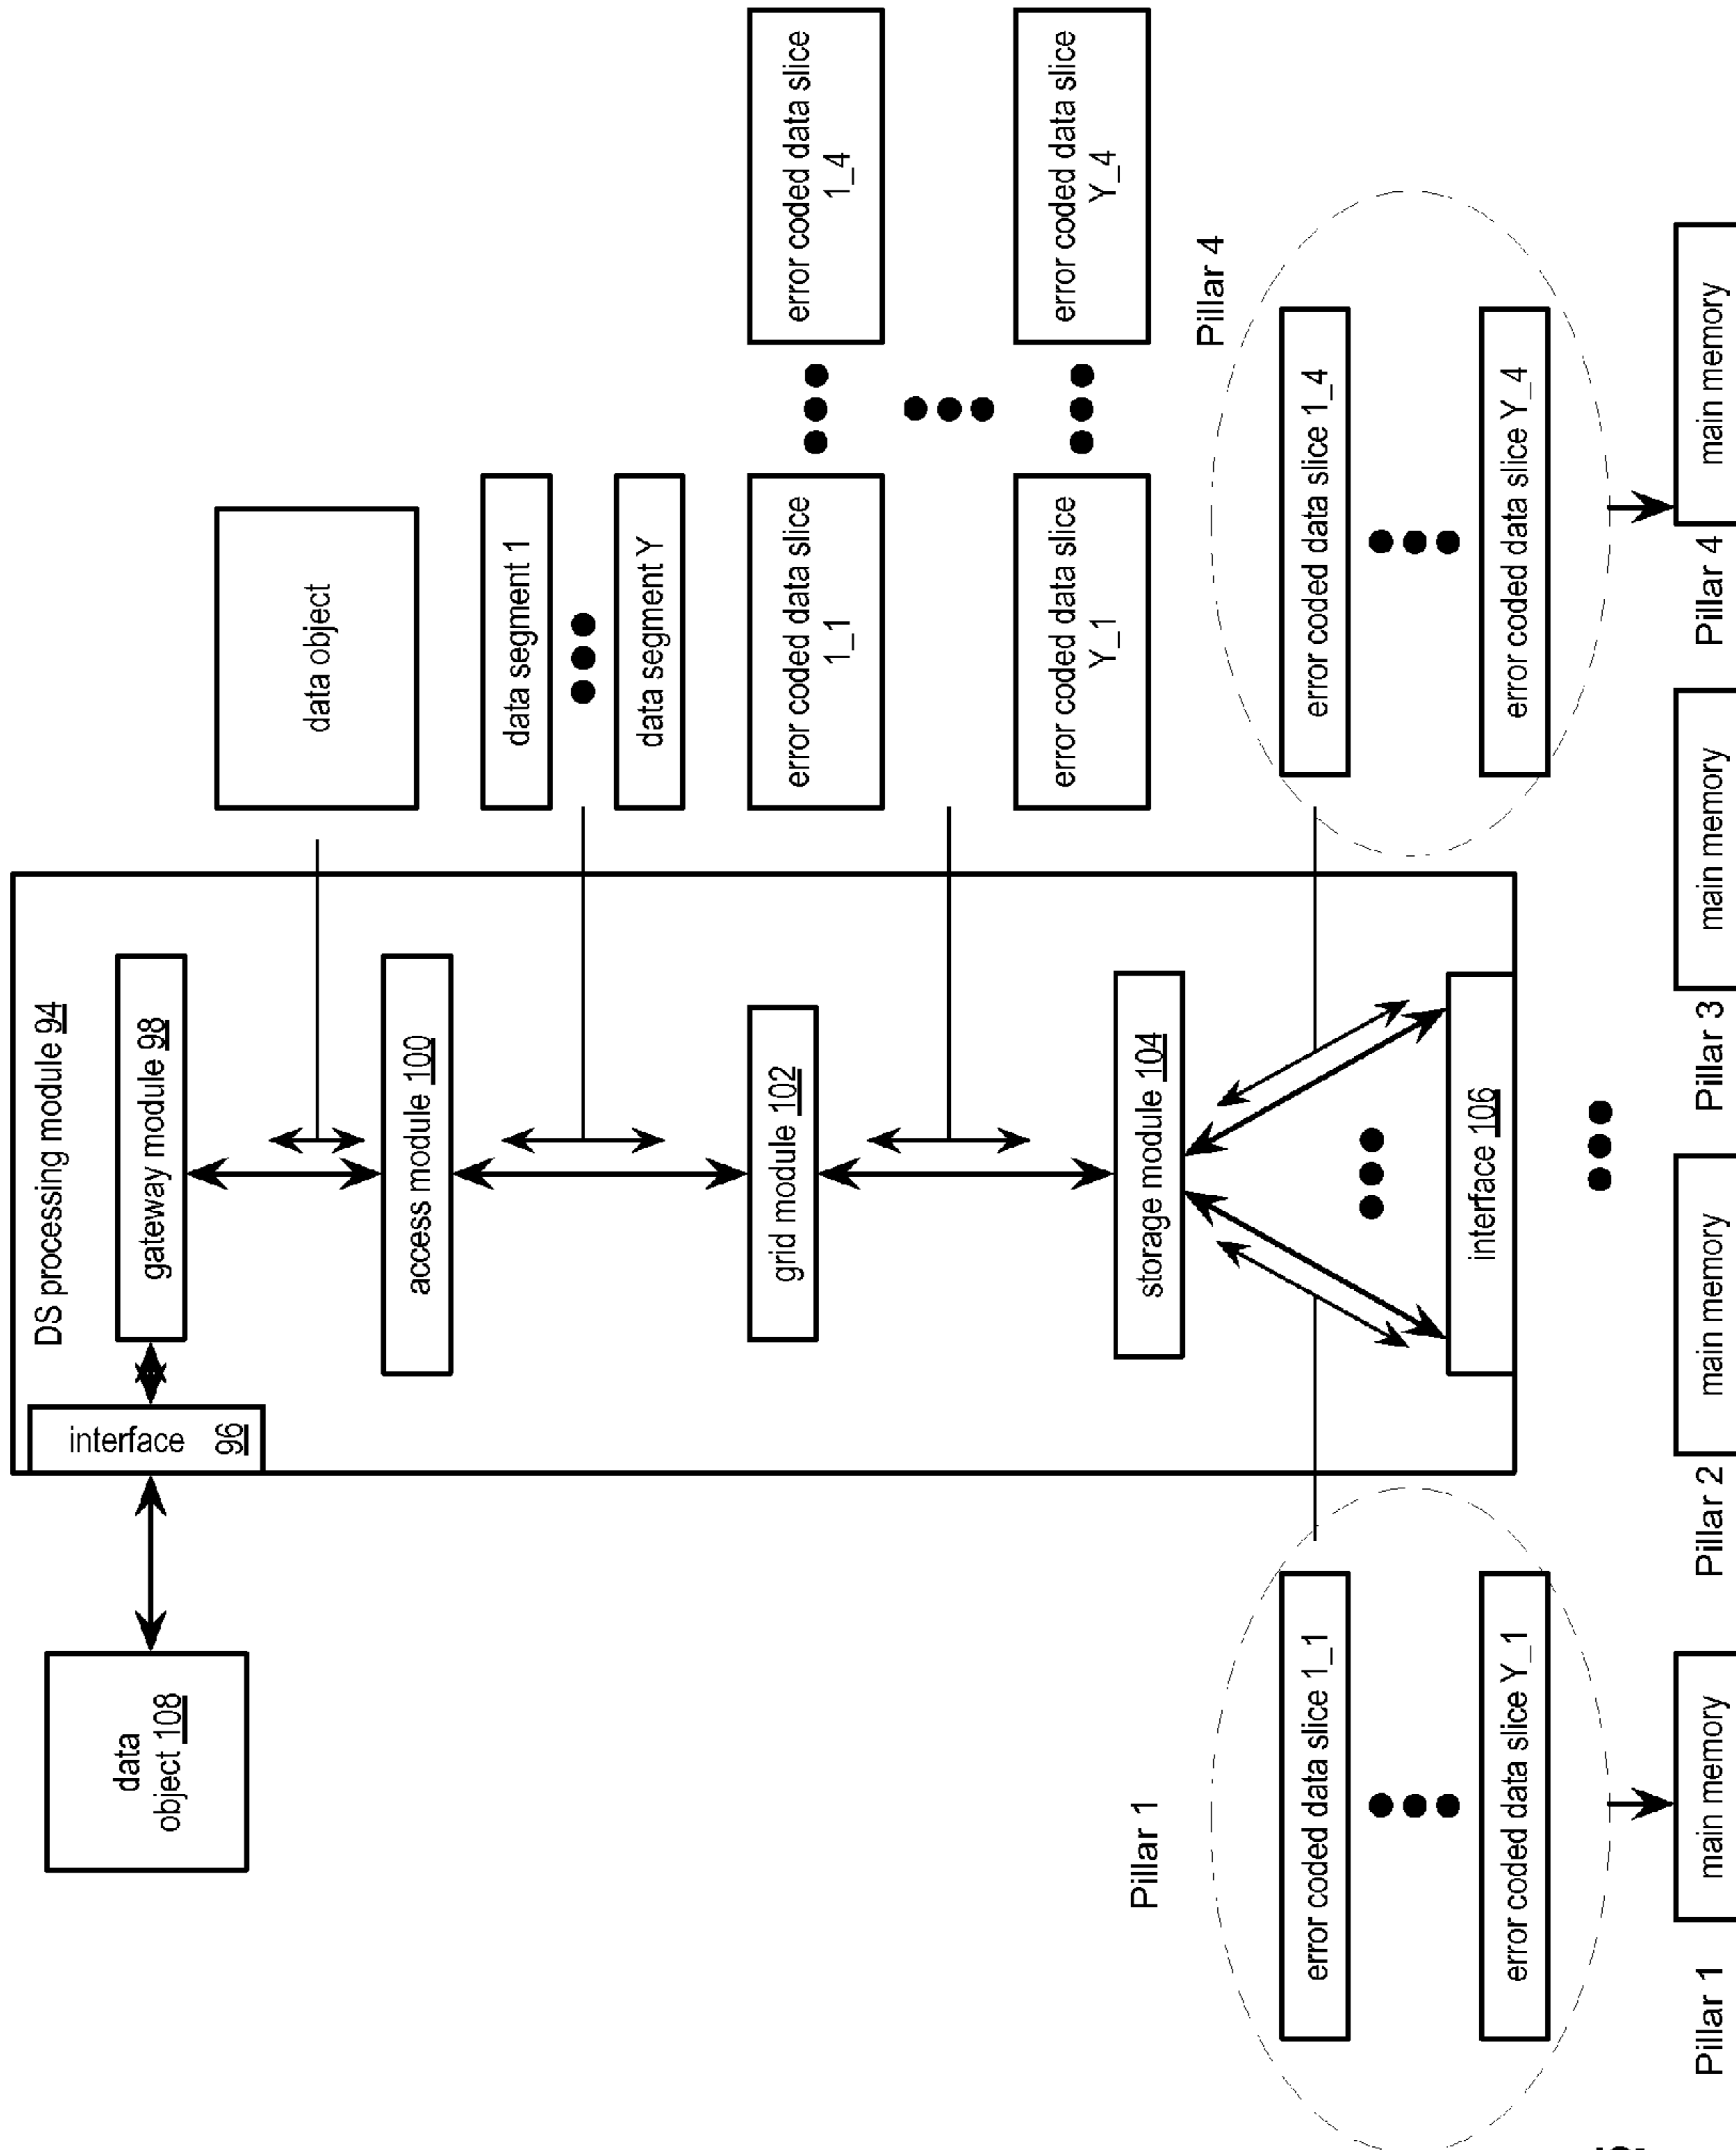 data
object 108
interface 96
DS processing module 94
gateway module 98
access module 100
grid module 102
storage module 104
interface 106
data object
data segment 1
data segment Y
error coded data slice
1_1
error coded data slice
1_4
error coded data slice
Y_1
error coded data slice
Y_4
Pillar 1
error coded data slice 1_1
error coded data slice Y_1
Pillar 4
error coded data slice 1_4
error coded data slice Y_4
Pillar 1
main memory
Pillar 2
main memory
Pillar 3
main memory
Pillar 4
main memory